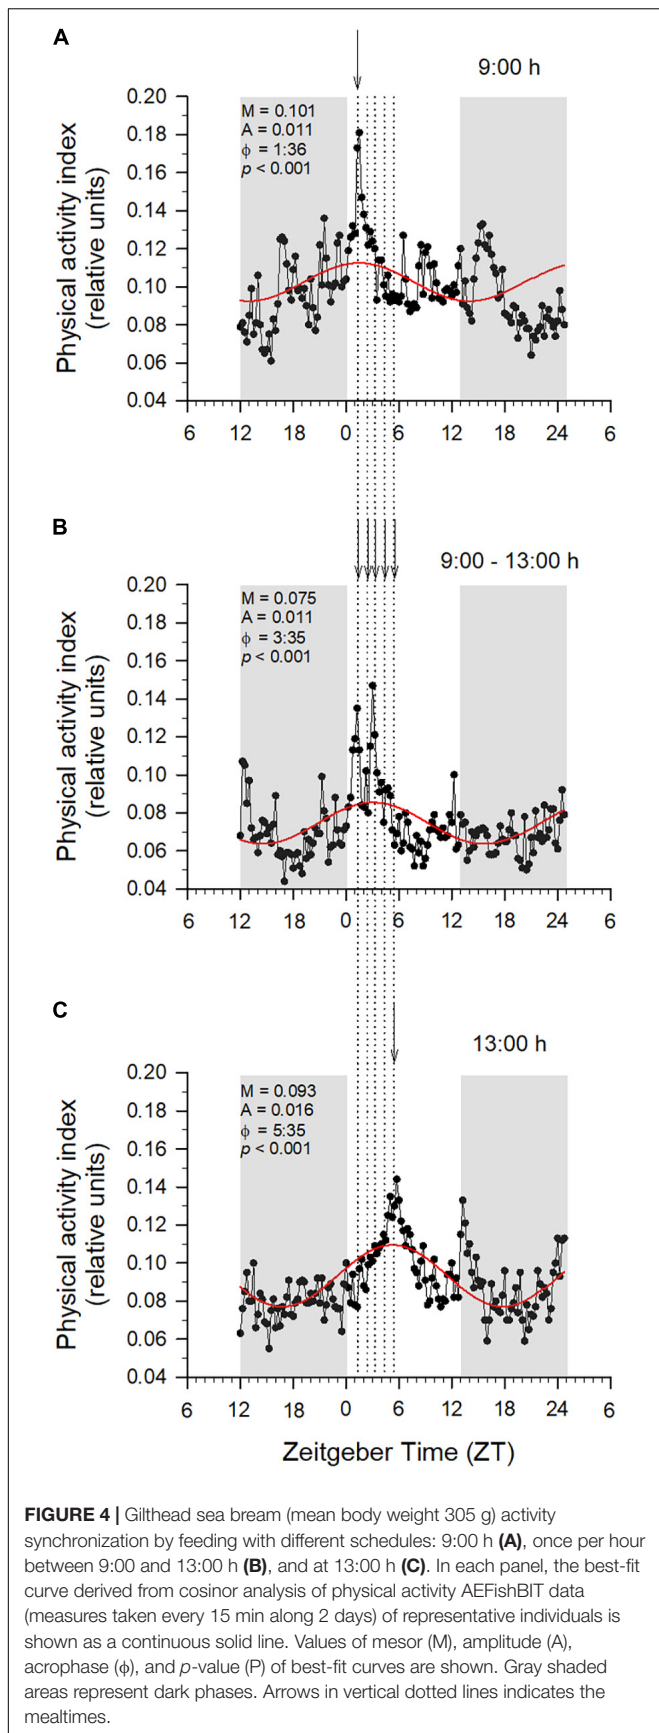 A
9:00 h
Physical activity index
(relative units)
0.20
0.18
0.16
0.14
0.12
0.10
0.08
0.06
0.04
M = 0.101
A = 0.011
ϕ = 1:36
p < 0.001
6 12 18 0 6 12 18 24 6
B
9:00 - 13:00 h
Physical activity index
(relative units)
0.20
0.18
0.16
0.14
0.12
0.10
0.08
0.06
0.04
M = 0.075
A = 0.011
ϕ = 3:35
p < 0.001
6 12 18 0 6 12 18 24 6
C
13:00 h
Physical activity index
(relative units)
0.20
0.18
0.16
0.14
0.12
0.10
0.08
0.06
0.04
M = 0.093
A = 0.016
ϕ = 5:35
p < 0.001
6 12 18 0 6 12 18 24 6
Zeitgeber Time (ZT)
FIGURE 4 | Gilthead sea bream (mean body weight 305 g) activity
synchronization by feeding with different schedules: 9:00 h (A), once per hour
between 9:00 and 13:00 h (B), and at 13:00 h (C). In each panel, the best-fit
curve derived from cosinor analysis of physical activity AEFishBIT data
(measures taken every 15 min along 2 days) of representative individuals is
shown as a continuous solid line. Values of mesor (M), amplitude (A),
acrophase (ϕ), and p-value (P) of best-fit curves are shown. Gray shaded
areas represent dark phases. Arrows in vertical dotted lines indicates the
mealtimes.